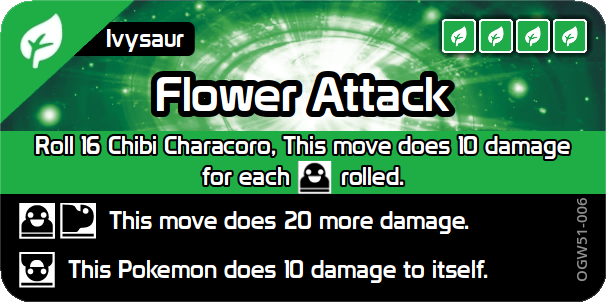 Ivysaur
Flower Attack
Roll 16 Chibi Characoro, This move does 10 damage
for each rolled.
This move does 20 more damage.
This Pokemon does 10 damage to itself.
OGW51-006